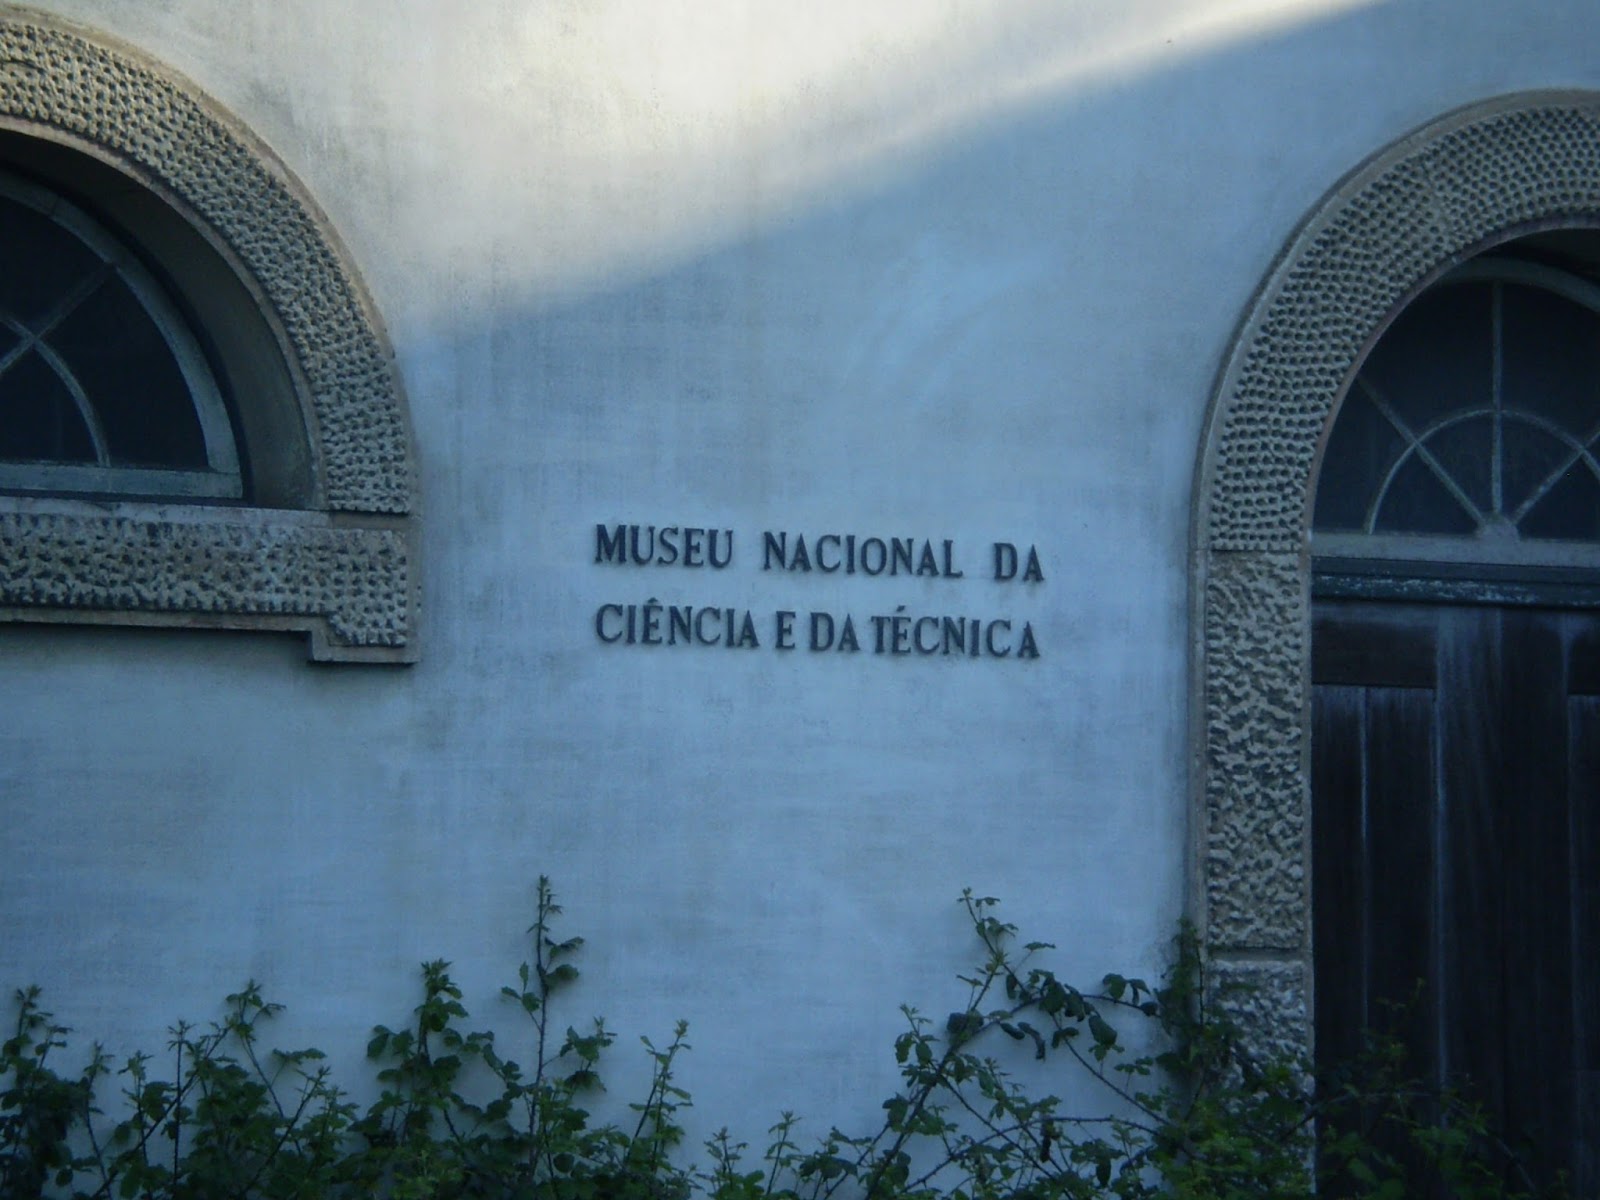 MUSEU NACIONAL DA
CIÊNCIA E DA TÉCNICA